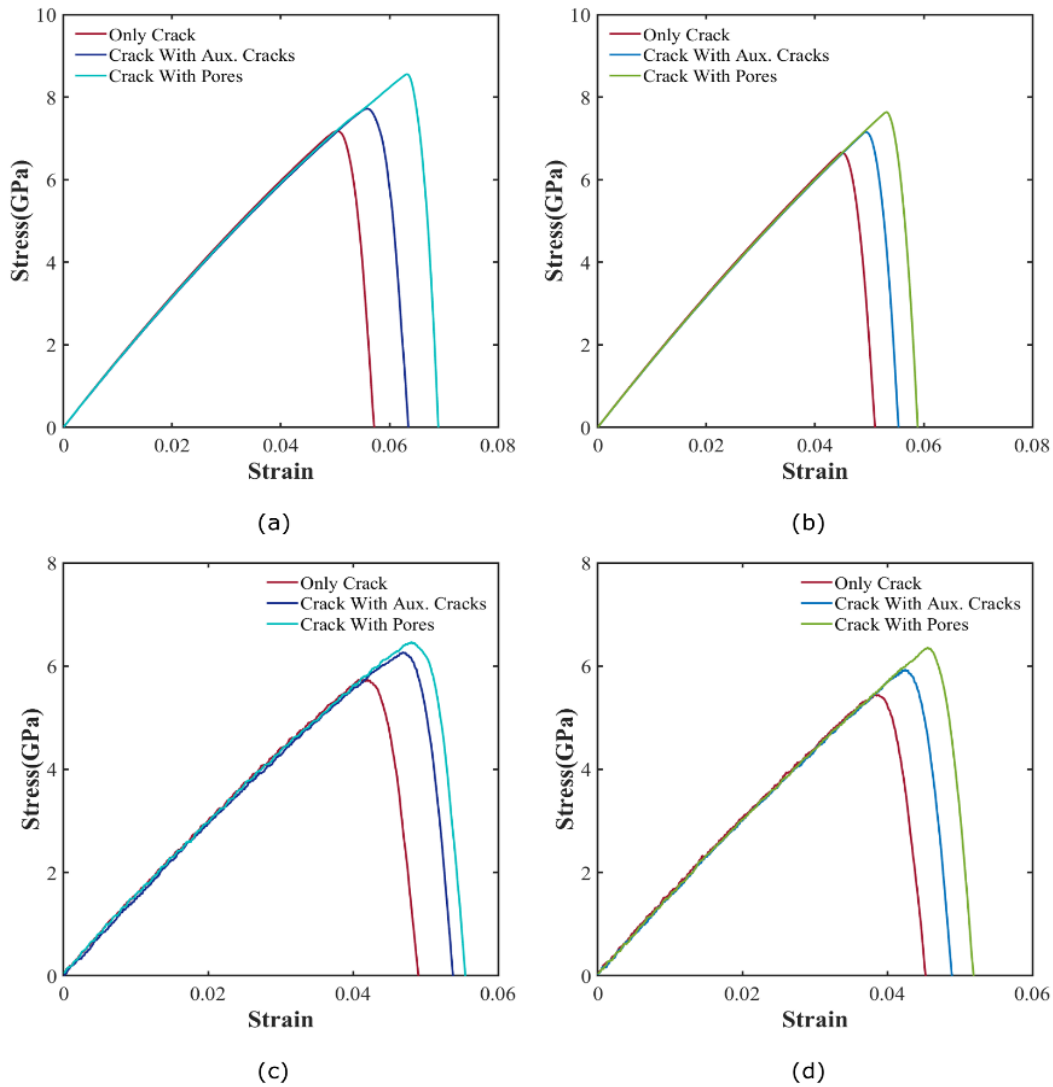 10
8
6
4
2
0
Stress(GPa)
Only Crack
Crack With Aux. Cracks
Crack With Pores
0
0.02
0.04
0.06
0.08
Strain
(a)
10
8
6
4
2
0
Stress(GPa)
Only Crack
Crack With Aux. Cracks
Crack With Pores
0
0.02
0.04
0.06
0.08
Strain
(b)
8
6
4
2
0
Stress(GPa)
Only Crack
Crack With Aux. Cracks
Crack With Pores
0
0.02
0.04
0.06
Strain
(c)
8
6
4
2
0
Stress(GPa)
Only Crack
Crack With Aux. Cracks
Crack With Pores
0
0.02
0.04
0.06
Strain
(d)